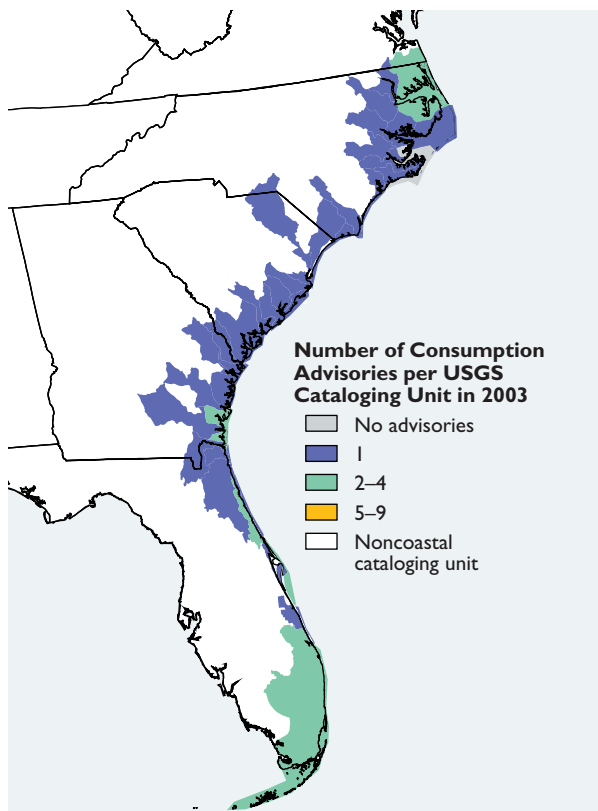 Number of Consumption
Advisories per USGS
Cataloging Unit in 2003
No advisories
1
2–4
5–9
Noncoastal
cataloging unit